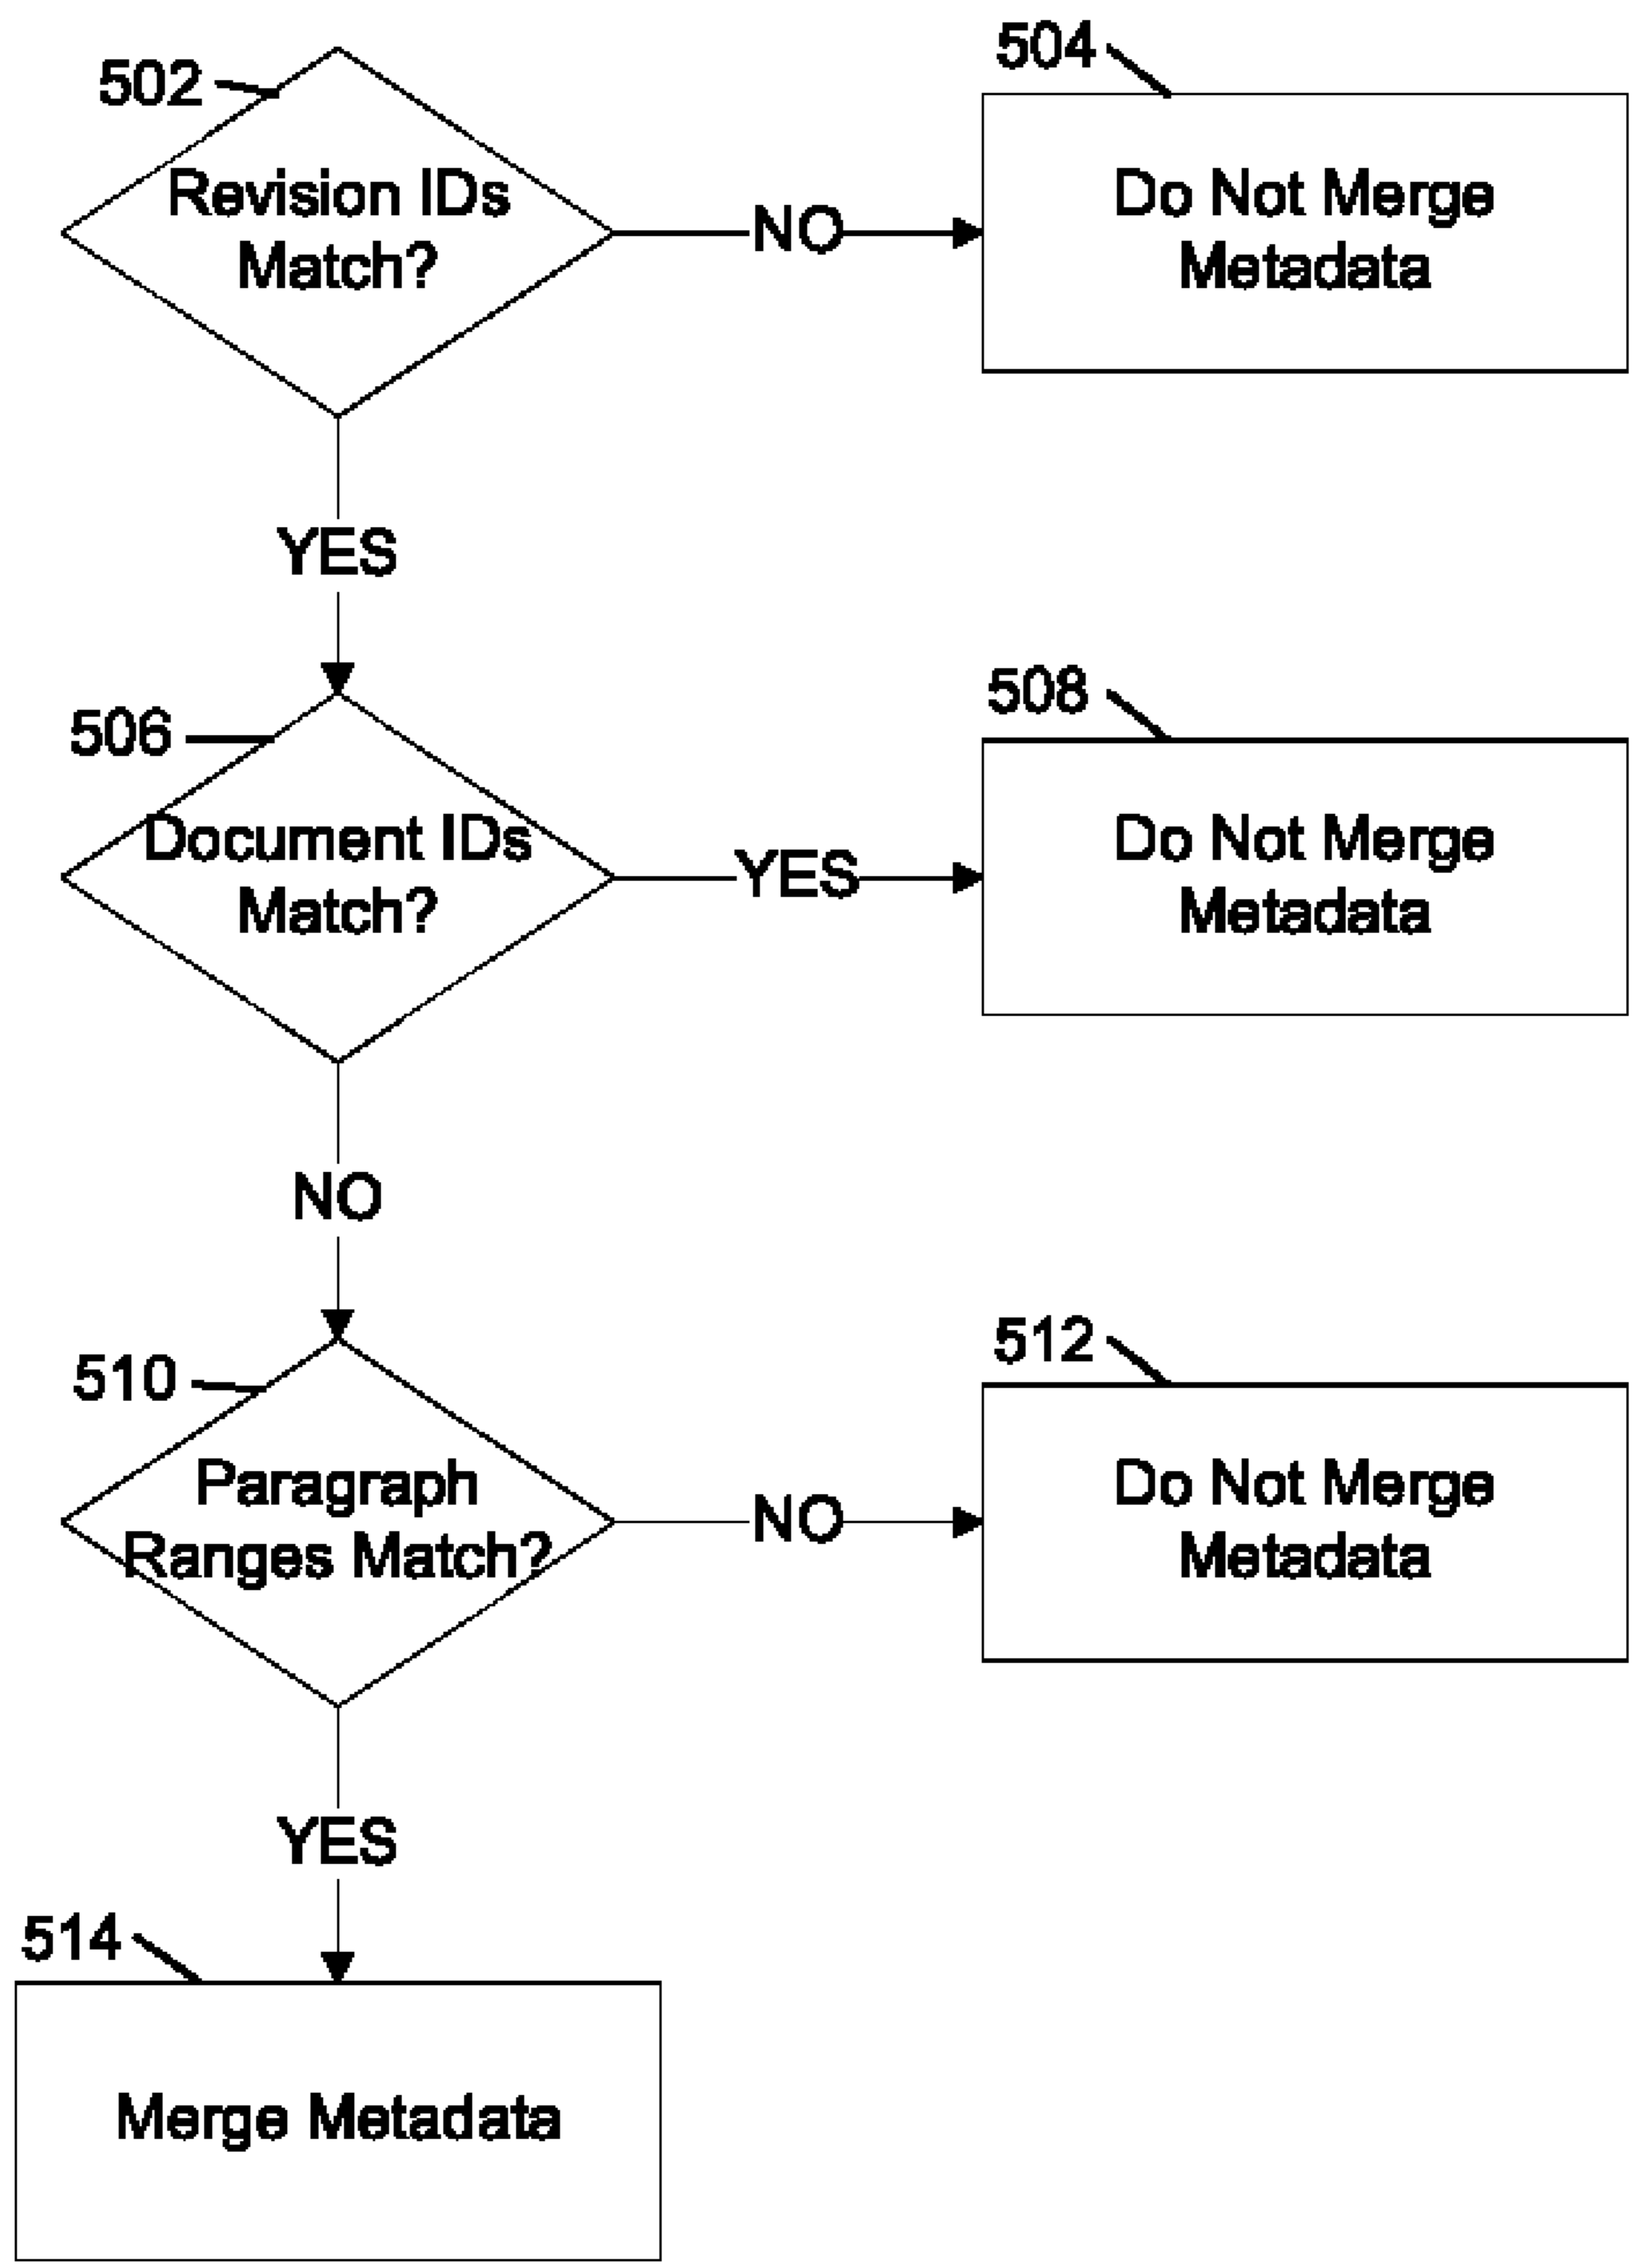 502
504
Revision IDs
Match?
NO
Do Not Merge
Metadata
YES
506
508
Document IDs
Match?
YES
Do Not Merge
Metadata
NO
510
512
Paragraph
Ranges Match?
NO
Do Not Merge
Metadata
YES
514
Merge Metadata